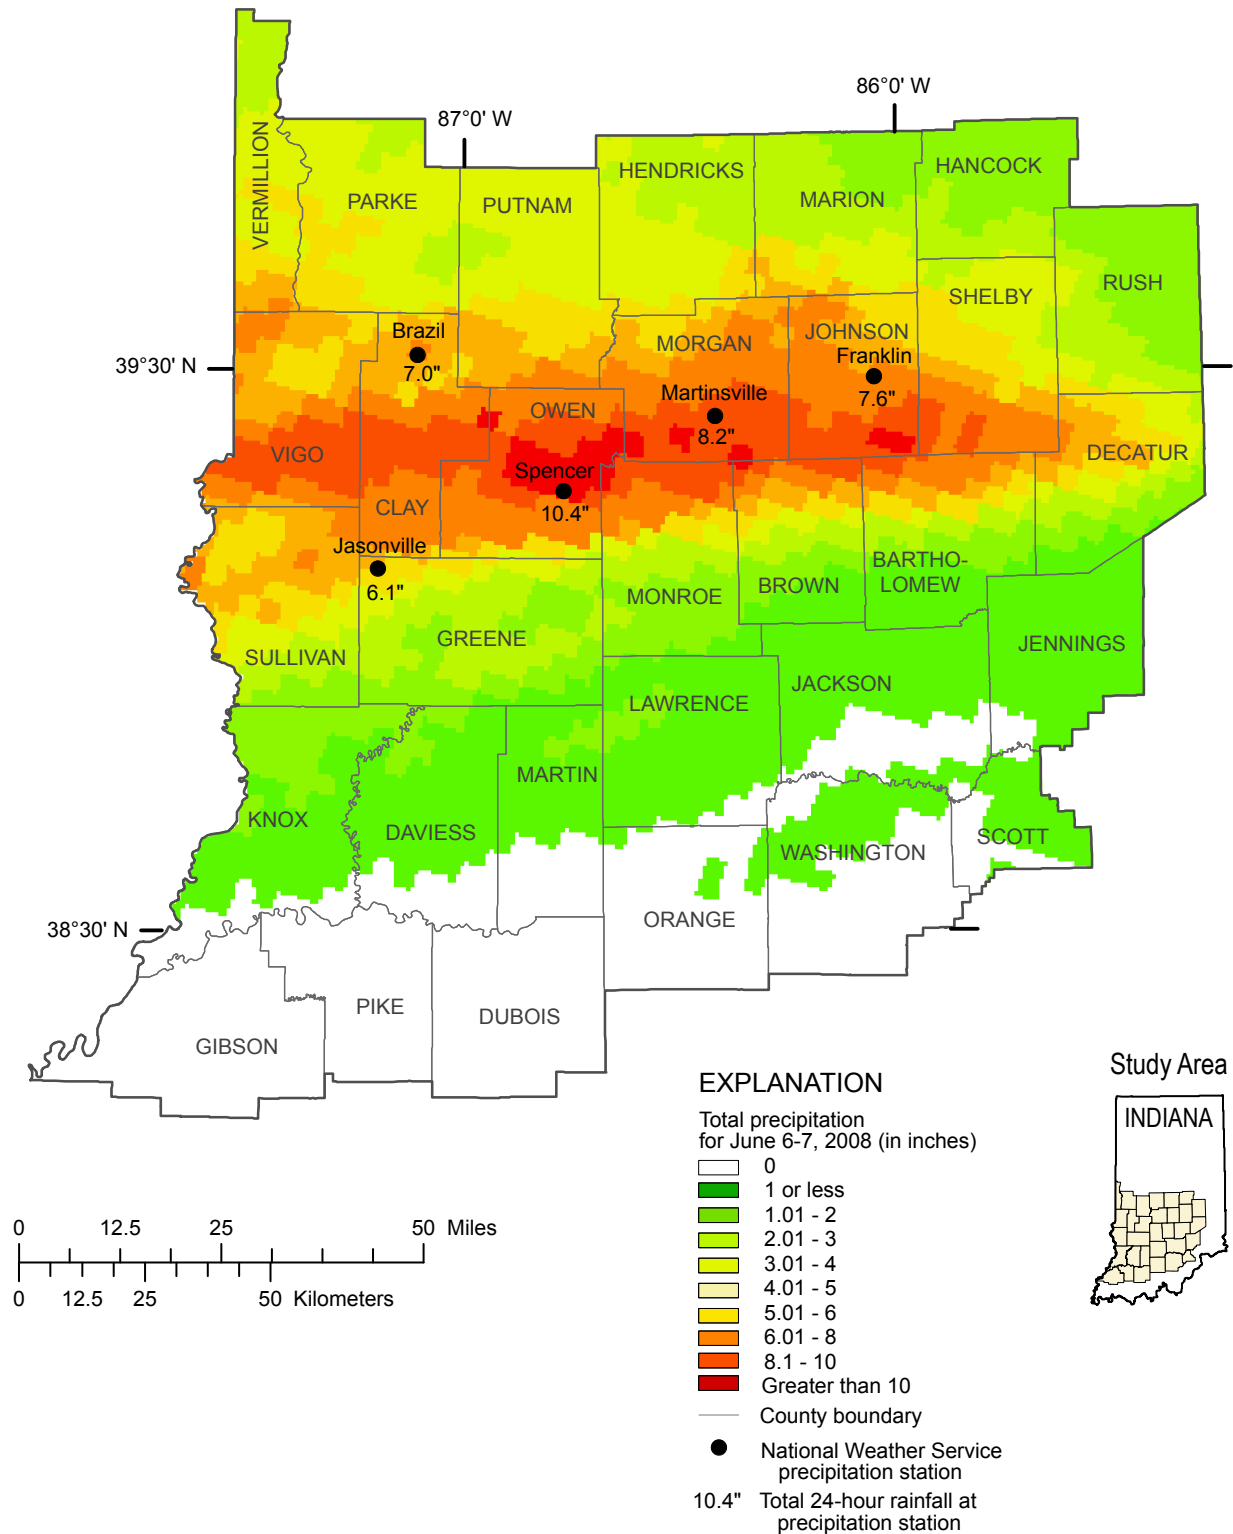 86°0' W
87°0' W
VERMILLION
PARKE
PUTNAM
HENDRICKS
MARION
HANCOCK
RUSH
SHELBY
MORGAN
JOHNSON
Brazil
7.0"
39°30' N
Franklin
7.6"
Martinsville
8.2"
OWEN
VIGO
DECATUR
Spencer
10.4"
CLAY
Jasonville
6.1"
BARTHO-
LOMEW
BROWN
MONROE
GREENE
SULLIVAN
JENNINGS
JACKSON
LAWRENCE
MARTIN
KNOX
DAVIESS
WASHINGTON
SCOTT
ORANGE
38°30' N
PIKE
DUBOIS
GIBSON
EXPLANATION
Total precipitation
for June 6-7, 2008 (in inches)
0
1 or less
1.01 - 2
2.01 - 3
3.01 - 4
4.01 - 5
5.01 - 6
6.01 - 8
8.1 - 10
Greater than 10
County boundary
National Weather Service
precipitation station
10.4" Total 24-hour rainfall at
precipitation station
Study Area
INDIANA
0 12.5 25 50 Miles
0 12.5 25 50 Kilometers